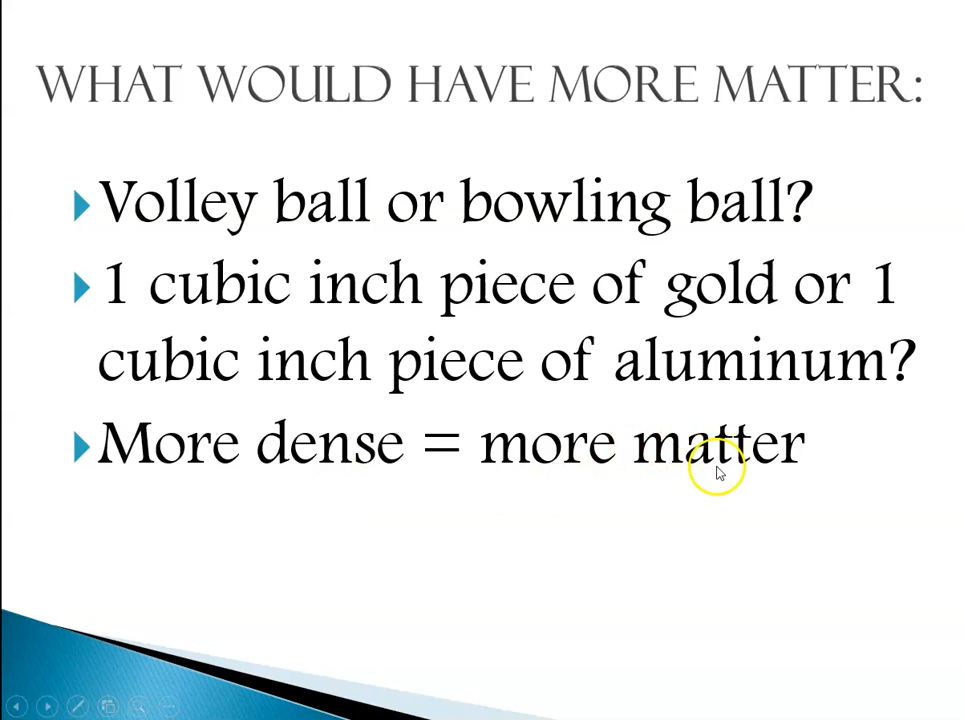 WHAT WOULD HAVE MORE MATTER:
Volley ball or bowling ball?
1 cubic inch piece of gold or 1
cubic inch piece of aluminum?
More dense = more matter